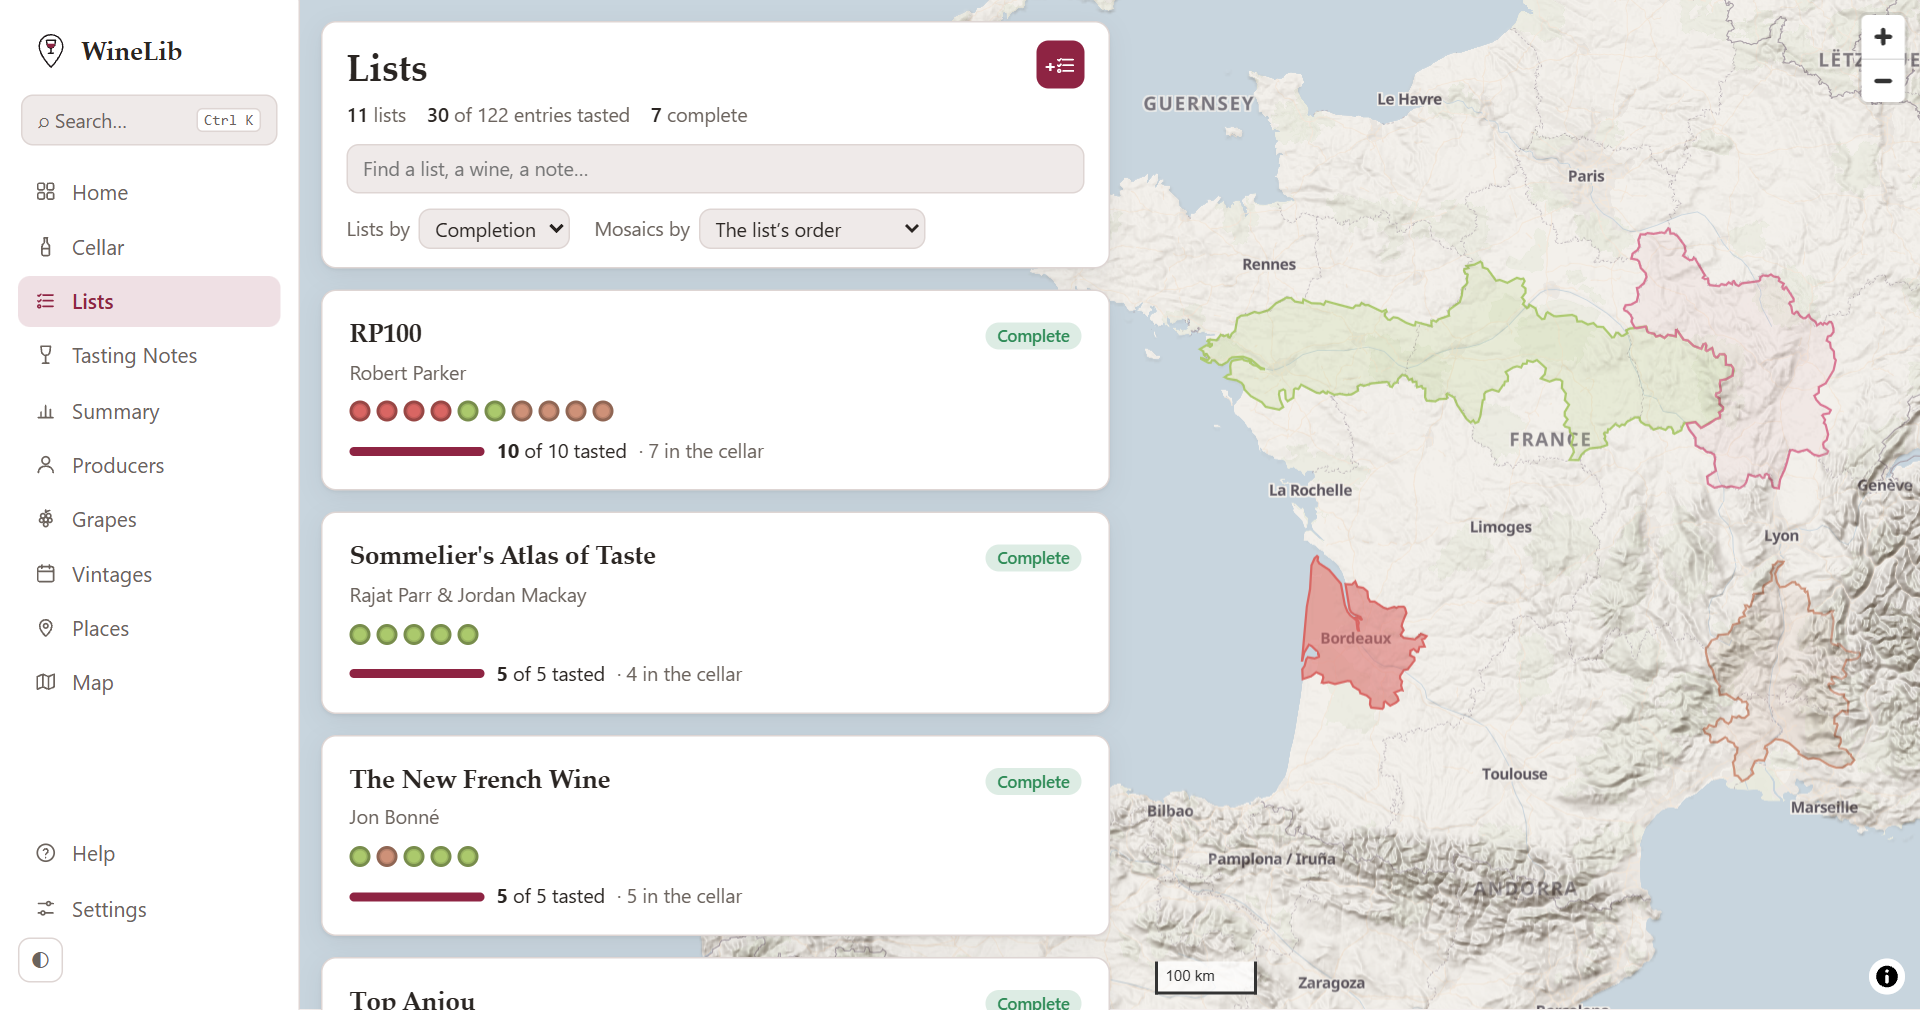 WineLib
Search... Ctrl K
Home
Cellar
Lists
Tasting Notes
Summary
Producers
Grapes
Vintages
Places
Map
Help
Settings
Lists
11 lists 30 of 122 entries tasted 7 complete
Find a list, a wine, a note...
Lists by Completion Mosaics by The list's order
RP100 Complete
Robert Parker
10 of 10 tasted · 7 in the cellar
Sommelier's Atlas of Taste Complete
Rajat Parr & Jordan Mackay
5 of 5 tasted · 4 in the cellar
The New French Wine Complete
Jon Bonné
5 of 5 tasted · 5 in the cellar
Top Anjou Complete
GUERNSEY
Le Havre
Paris
Rennes
FRANCE
La Rochelle
Genève
Limoges
Lyon
Bordeaux
Toulouse
Marseille
Bilbao
Pamplona / Iruña
ANDORRA
100 km
Zaragoza